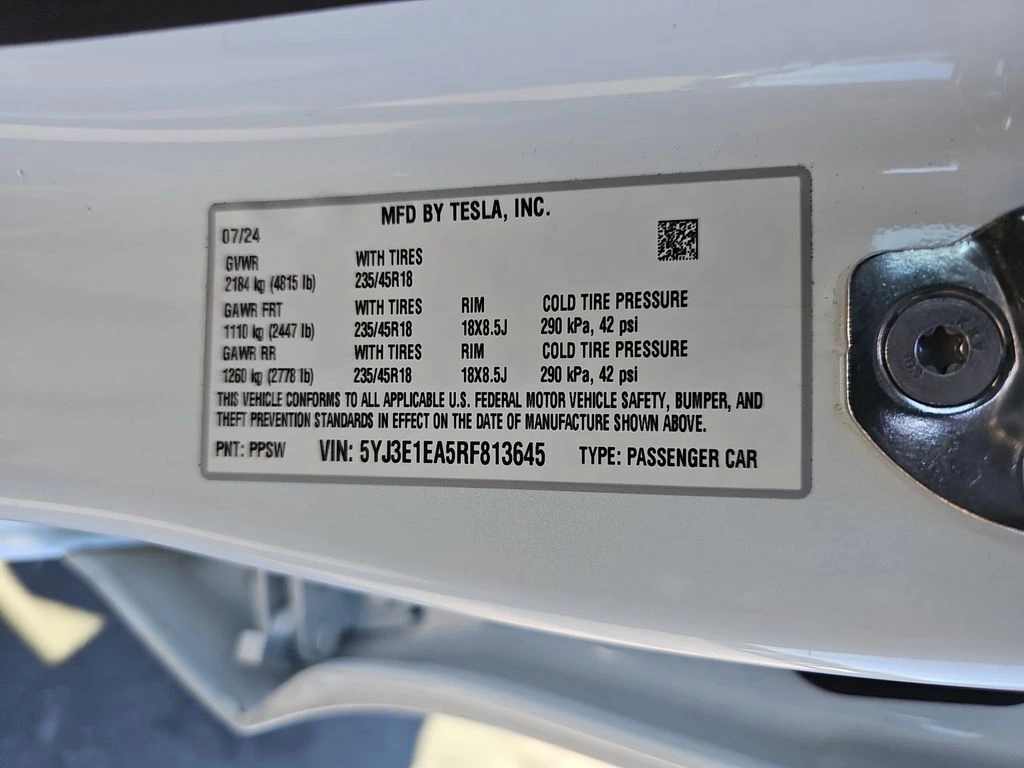 MFD BY TESLA, INC.
07/24
GVWR WITH TIRES
2184 kg (4815 lb) 235/45R18
GAWR FRT WITH TIRES RIM COLD TIRE PRESSURE
1110 kg (2447 lb) 235/45R18 18X8.5J 290 kPa, 42 psi
GAWR RR WITH TIRES RIM COLD TIRE PRESSURE
1260 kg (2778 lb) 235/45R18 18X8.5J 290 kPa, 42 psi
THIS VEHICLE CONFORMS TO ALL APPLICABLE U.S. FEDERAL MOTOR VEHICLE SAFETY, BUMPER, AND
THEFT PREVENTION STANDARDS IN EFFECT ON THE DATE OF MANUFACTURE SHOWN ABOVE.
PNT: PPSW VIN: 5YJ3E1EA5RF813645 TYPE: PASSENGER CAR